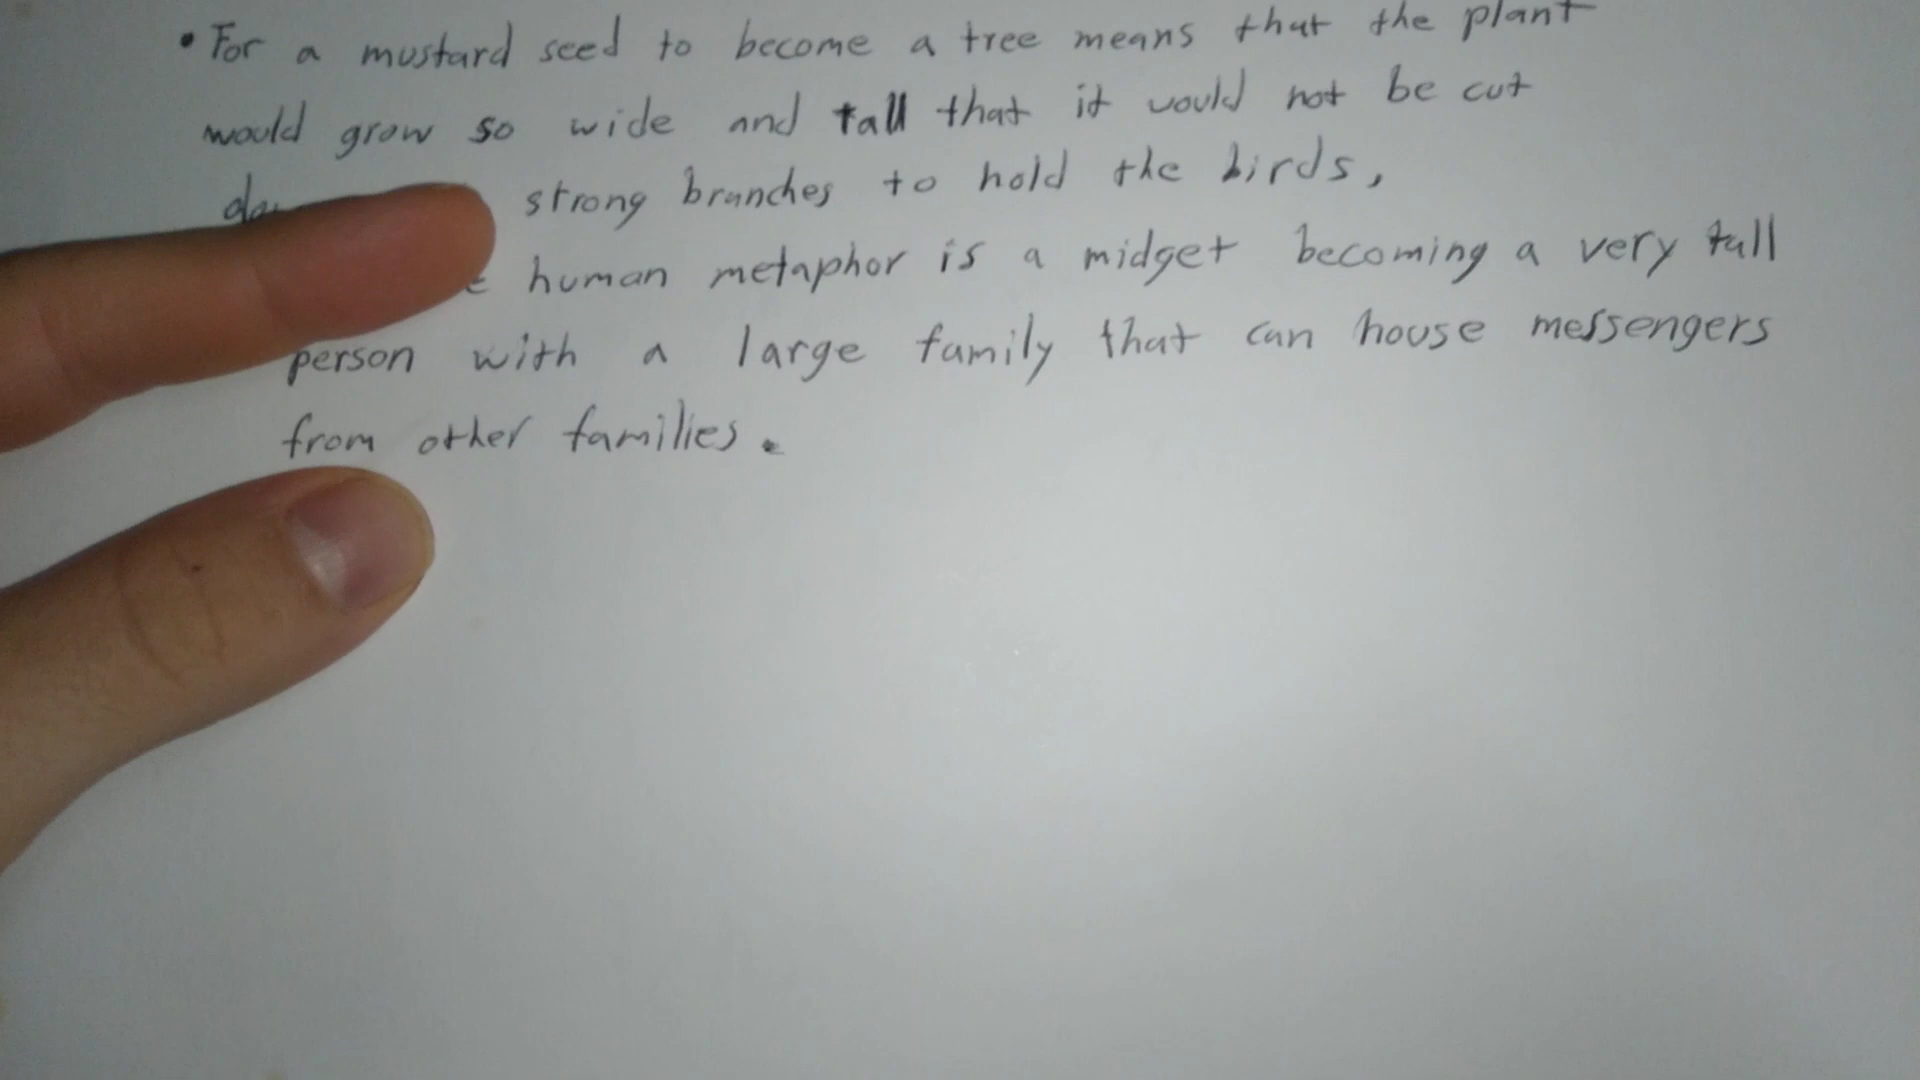 • For a mustard seed to become a tree means that the plant
would grow so wide and tall that it would not be cut
strong branches to hold the birds,
human metaphor is a midget becoming a very tall
person with a large family that can house messengers
from other families.